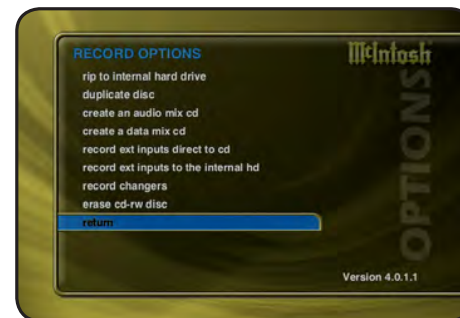 RECORD OPTIONS
McIntosh
rip to internal hard drive
duplicate disc
create an audio mix cd
create a data mix cd
record ext inputs direct to cd
record ext inputs to the internal hd
record changers
erase cd-rw disc
return
OPTIONS
Version 4.0.1.1